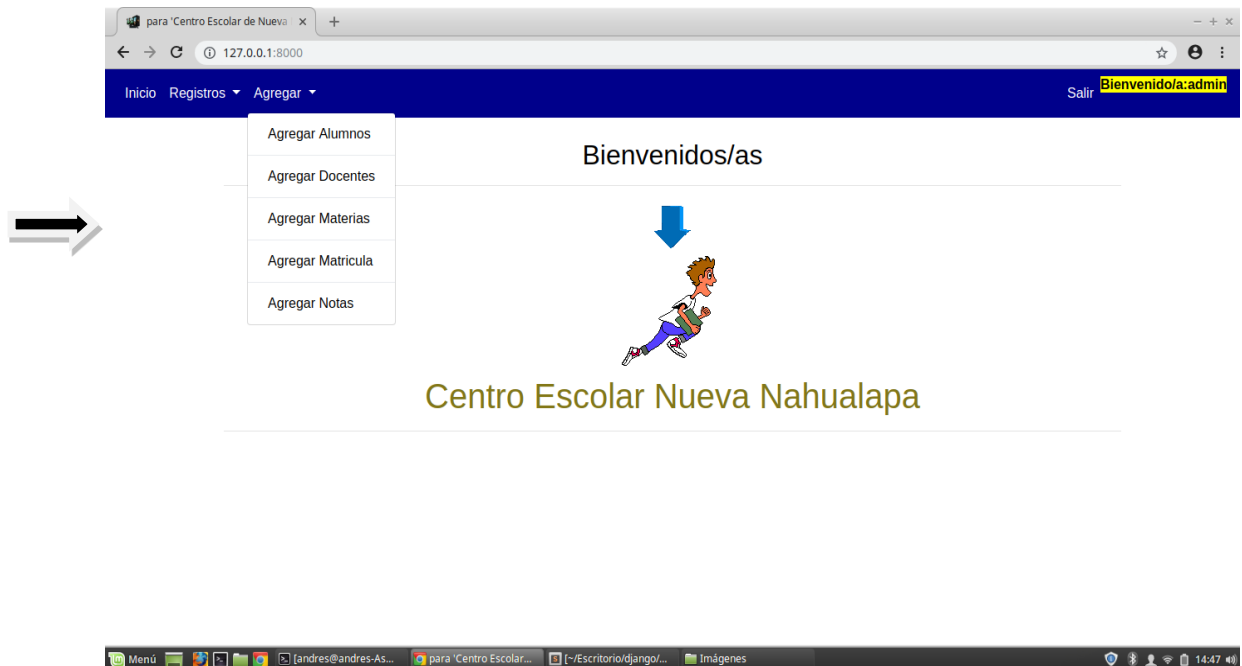 para 'Centro Escolar de Nueva
127.0.0.1:8000
Inicio Registros Agregar Salir Bienvenido/a:admin
Agregar Alumnos
Agregar Docentes
Agregar Materias
Agregar Matricula
Agregar Notas
Bienvenidos/as
Centro Escolar Nueva Nahualapa
Menú [andres@andres-As... para 'Centro Escolar... [~/Escritorio/django/... Imágenes 14:47